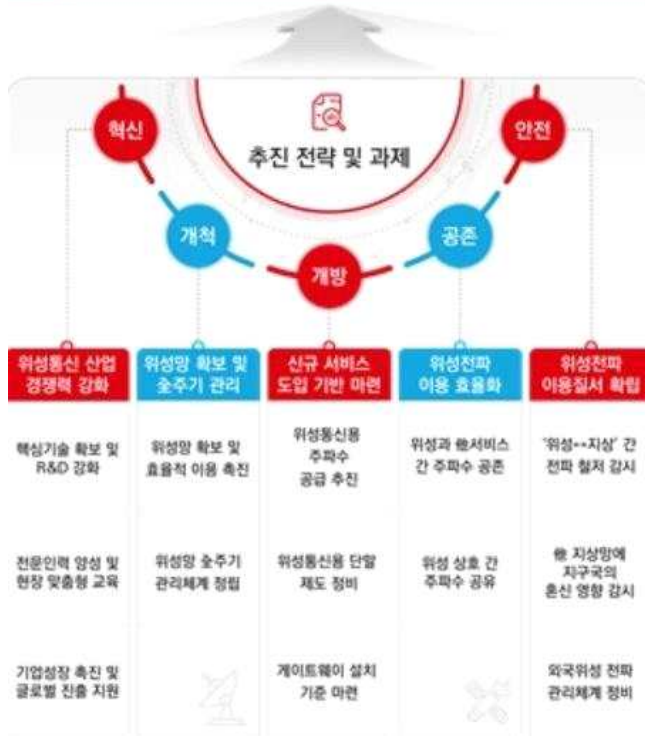 추진 전략 및 과제
혁신
개척
개방
공존
안전
위성통신 산업
경쟁력 강화
핵심기술 확보 및
R&D 강화
전문인력 양성 및
현장 맞춤형 교육
기업성장 촉진 및
글로벌 진출 지원
위성망 확보 및
全주기 관리
위성망 확보 및
효율적 이용 촉진
위성망 全주기
관리체계 정립
신규 서비스
도입 기반 마련
위성통신용
주파수
공급 추진
위성통신용 단말
제도 정비
게이트웨이 설치
기준 마련
위성전파
이용 효율화
위성과 他서비스
간 주파수 공존
위성 상호 간
주파수 공유
위성전파
이용질서 확립
'위성↔지상' 간
전파 철저 감시
他 지상망에
지구국의
혼신 영향 감시
외국위성 전파
관리체계 정비